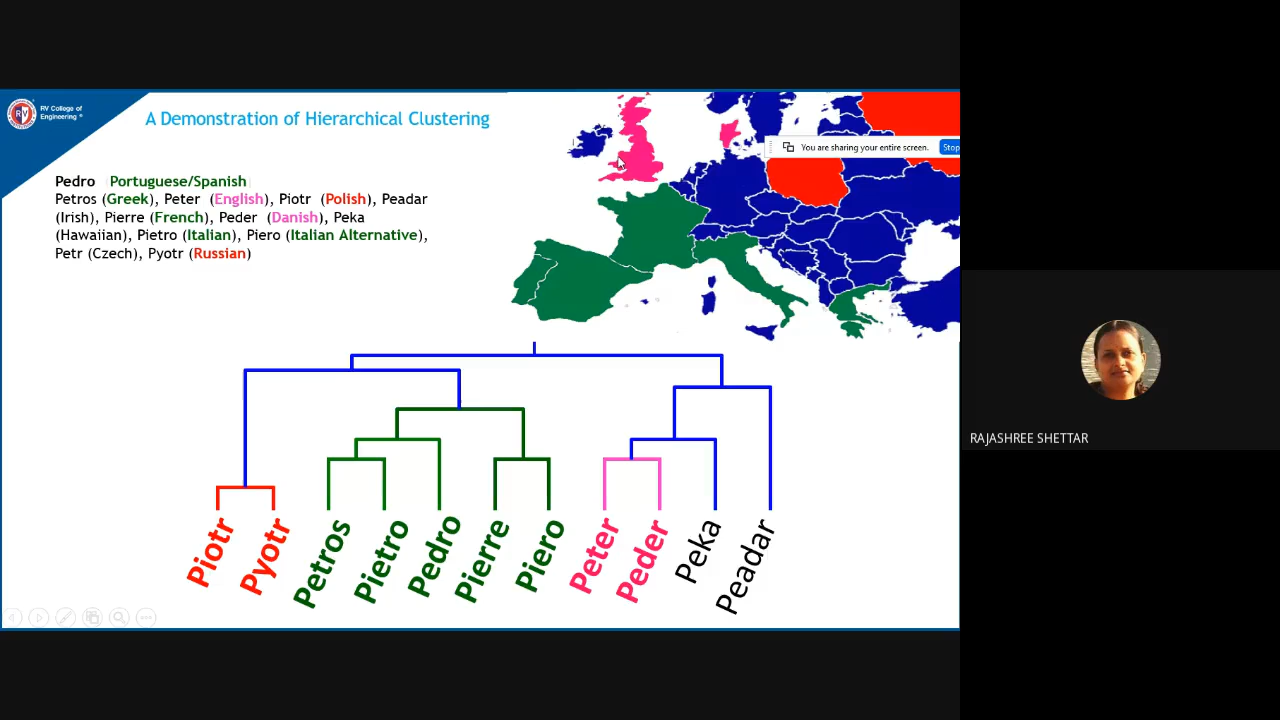 RV College of
Engineering
A Demonstration of Hierarchical Clustering
You are sharing your entire screen. Stop
Pedro (Portuguese/Spanish)
Petros (Greek), Peter (English), Piotr (Polish), Peadar
(Irish), Pierre (French), Peder (Danish), Peka
(Hawaiian), Pietro (Italian), Piero (Italian Alternative),
Petr (Czech), Pyotr (Russian)
RAJASHREE SHETTAR
Piotr
Pyotr
Petros
Pietro
Pedro
Pierre
Piero
Peter
Peder
Peka
Peadar